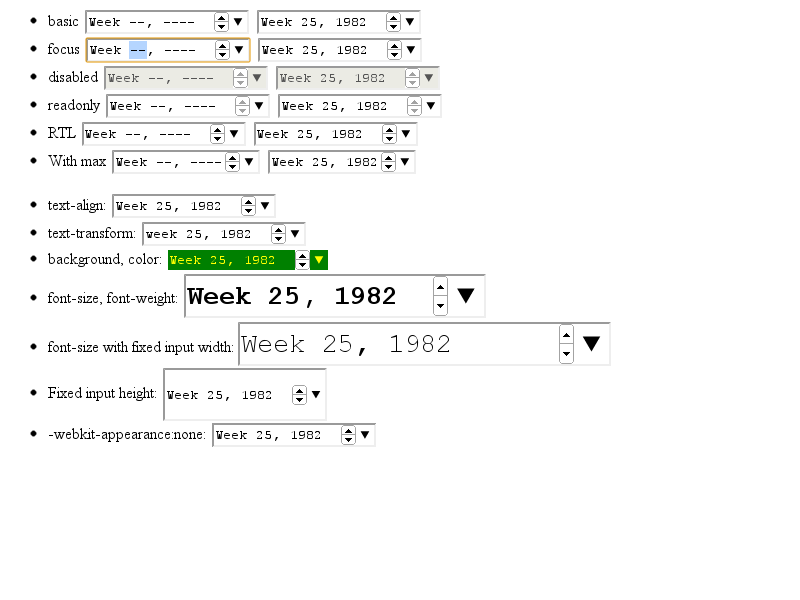 basic Week --, ---- Week 25, 1982
focus Week --, ---- Week 25, 1982
disabled Week --, ---- Week 25, 1982
readonly Week --, ---- Week 25, 1982
RTL Week --, ---- Week 25, 1982
With max Week --, ---- Week 25, 1982
text-align: Week 25, 1982
text-transform: week 25, 1982
background, color: Week 25, 1982
font-size, font-weight: Week 25, 1982
font-size with fixed input width: Week 25, 1982
Fixed input height: Week 25, 1982
-webkit-appearance:none: Week 25, 1982